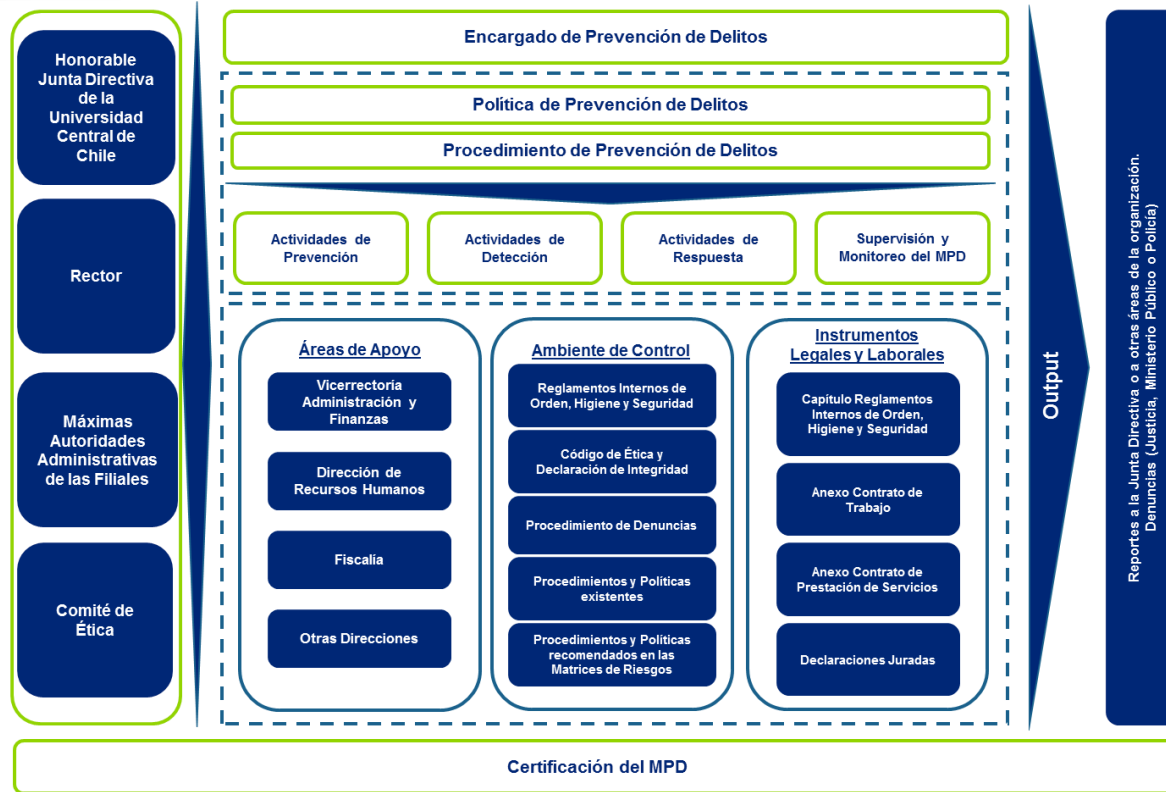 Honorable
Junta Directiva
de la
Universidad
Central de
Chile
Rector
Máximas
Autoridades
Administrativas
de las Filiales
Comité de
Ética
Encargado de Prevención de Delitos
Política de Prevención de Delitos
Procedimiento de Prevención de Delitos
Actividades de
Prevención
Actividades de
Detección
Actividades de
Respuesta
Supervisión y
Monitoreo del MPD
Áreas de Apoyo
Vicerrectoría
Administración y
Finanzas
Dirección de
Recursos Humanos
Fiscalía
Otras Direcciones
Ambiente de Control
Reglamentos Internos de
Orden, Higiene y Seguridad
Código de Ética y
Declaración de Integridad
Procedimiento de Denuncias
Procedimientos y Políticas
existentes
Procedimientos y Políticas
recomendados en las
Matrices de Riesgos
Instrumentos
Legales y Laborales
Capítulo Reglamentos
Internos de Orden,
Higiene y Seguridad
Anexo Contrato de
Trabajo
Anexo Contrato de
Prestación de Servicios
Declaraciones Juradas
Output
Reportes a la Junta Directiva o a otras áreas de la organización.
Denuncias (Justicia, Ministerio Público o Policía)
Certificación del MPD